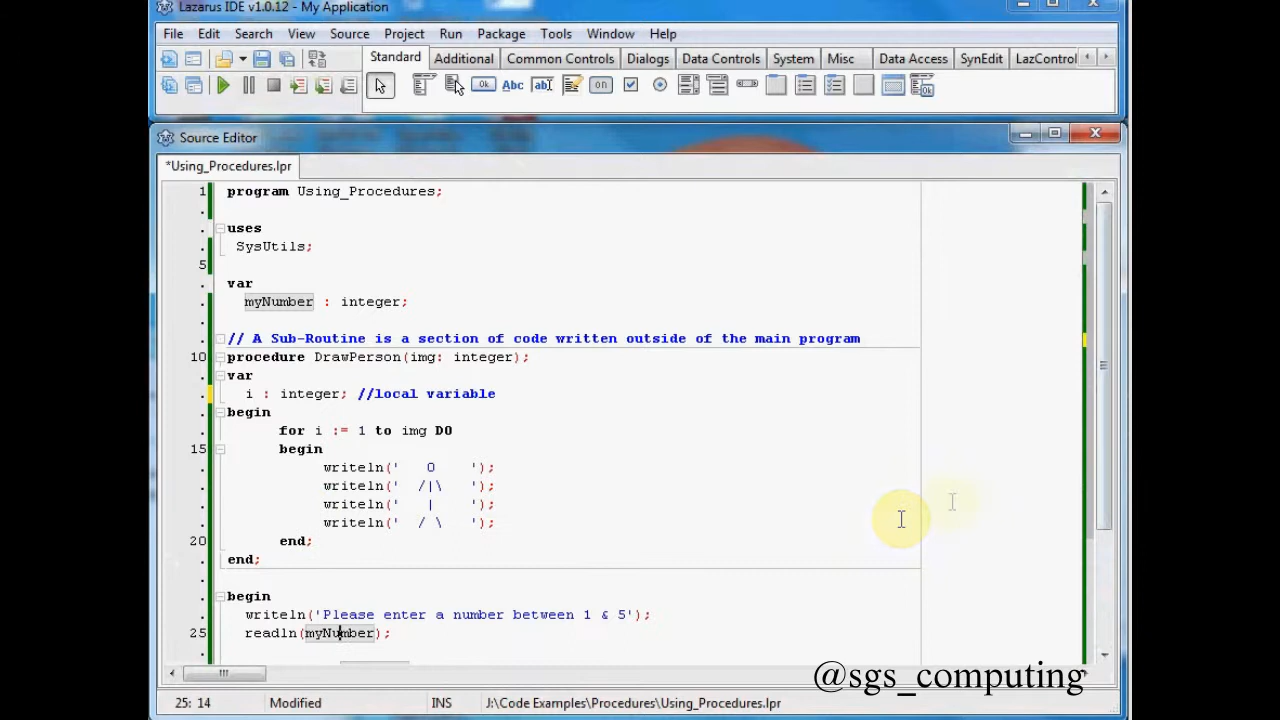 Lazarus IDE v1.0.12 - My Application
File Edit Search View Source Project Run Package Tools Window Help
Standard Additional Common Controls Dialogs Data Controls System Misc Data Access SynEdit LazControl
Ok Abc ab on Ok
Source Editor
*Using_Procedures.lpr
1 program Using_Procedures;
.
. uses
. SysUtils;
5
. var
. myNumber : integer;
.
. // A Sub-Routine is a section of code written outside of the main program
10 procedure DrawPerson(img: integer);
. var
. i : integer; //local variable
. begin
. for i := 1 to img DO
15 begin
. writeln('   O    ');
. writeln('  /|\   ');
. writeln('   |    ');
. writeln('  / \   ');
20 end;
. end;
.
. begin
. writeln('Please enter a number between 1 & 5');
25 readln(myNumber);
@sgs_computing
25: 14 Modified INS J:\Code Examples\Procedures\Using_Procedures.lpr